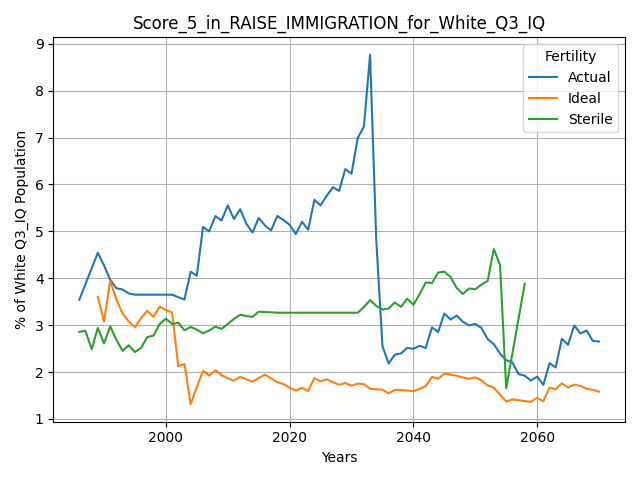 Score_5_in_RAISE_IMMIGRATION_for_White_Q3_IQ
% of White Q3_IQ Population
9
8
7
6
5
4
3
2
1
Fertility
Actual
Ideal
Sterile
2000
2020
2040
2060
Years